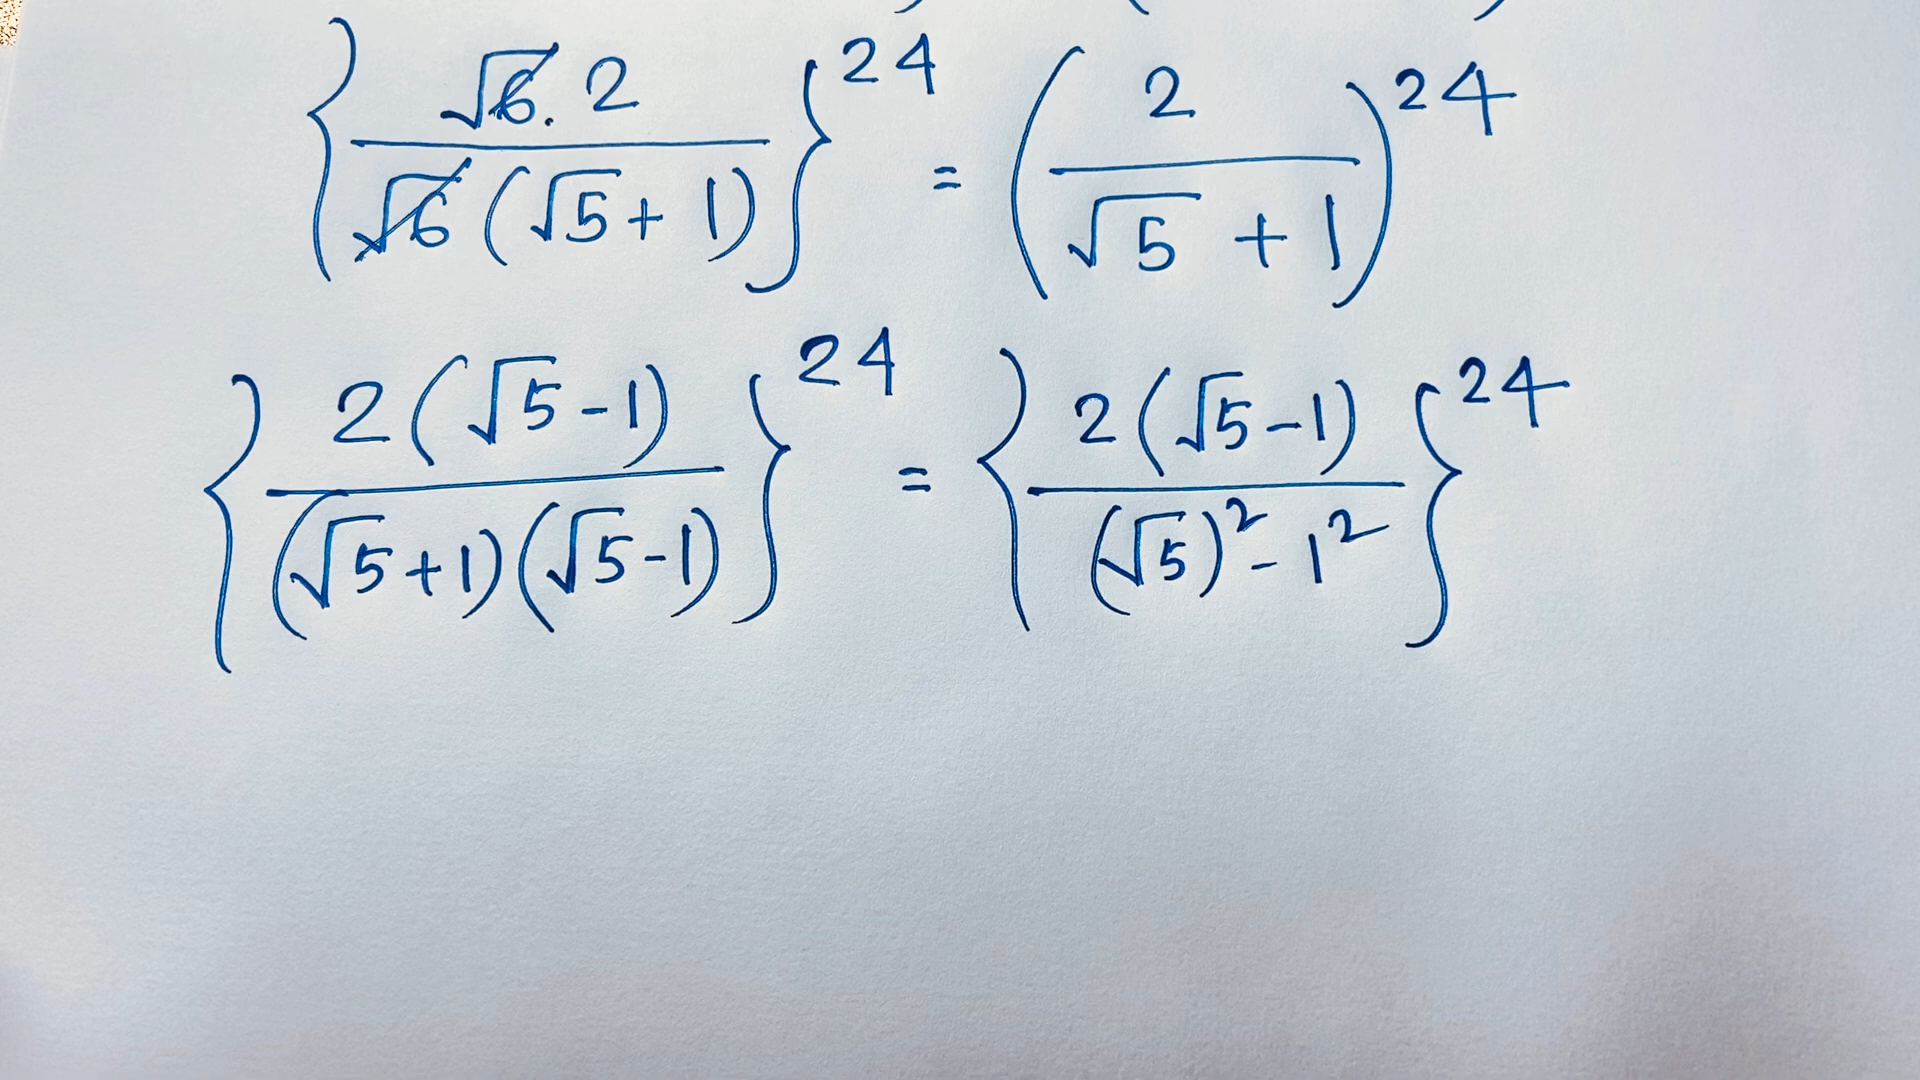 {√6.2 / √6(√5+1)}^24 = (2 / √5+1)^24
{2(√5-1) / (√5+1)(√5-1)}^24 = {2(√5-1) / (√5)^2-1^2}^24